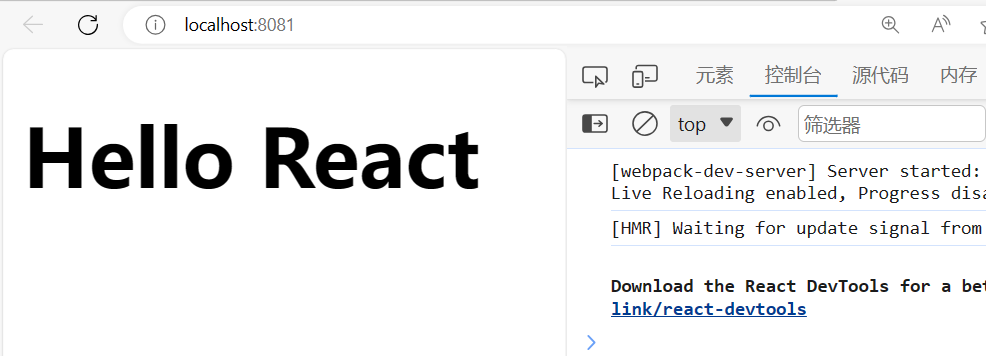 localhost:8081
Hello React
元素
控制台
源代码
内存
top
筛选器
[webpack-dev-server] Server started:
Live Reloading enabled, Progress
[HMR] Waiting for update signal from
Download the React DevTools for a
link/react-devtools